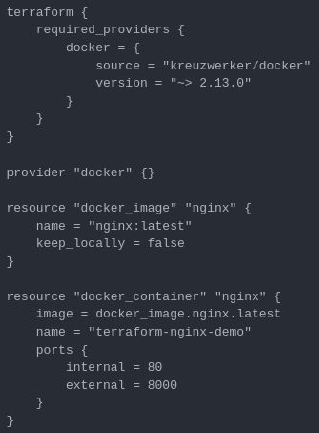 terraform {
    required_providers {
        docker = {
            source = "kreuzwerker/docker"
            version = "~> 2.13.0"
        }
    }
}

provider "docker" {}

resource "docker_image" "nginx" {
    name = "nginx:latest"
    keep_locally = false
}

resource "docker_container" "nginx" {
    image = docker_image.nginx.latest
    name = "terraform-nginx-demo"
    ports {
        internal = 80
        external = 8000
    }
}